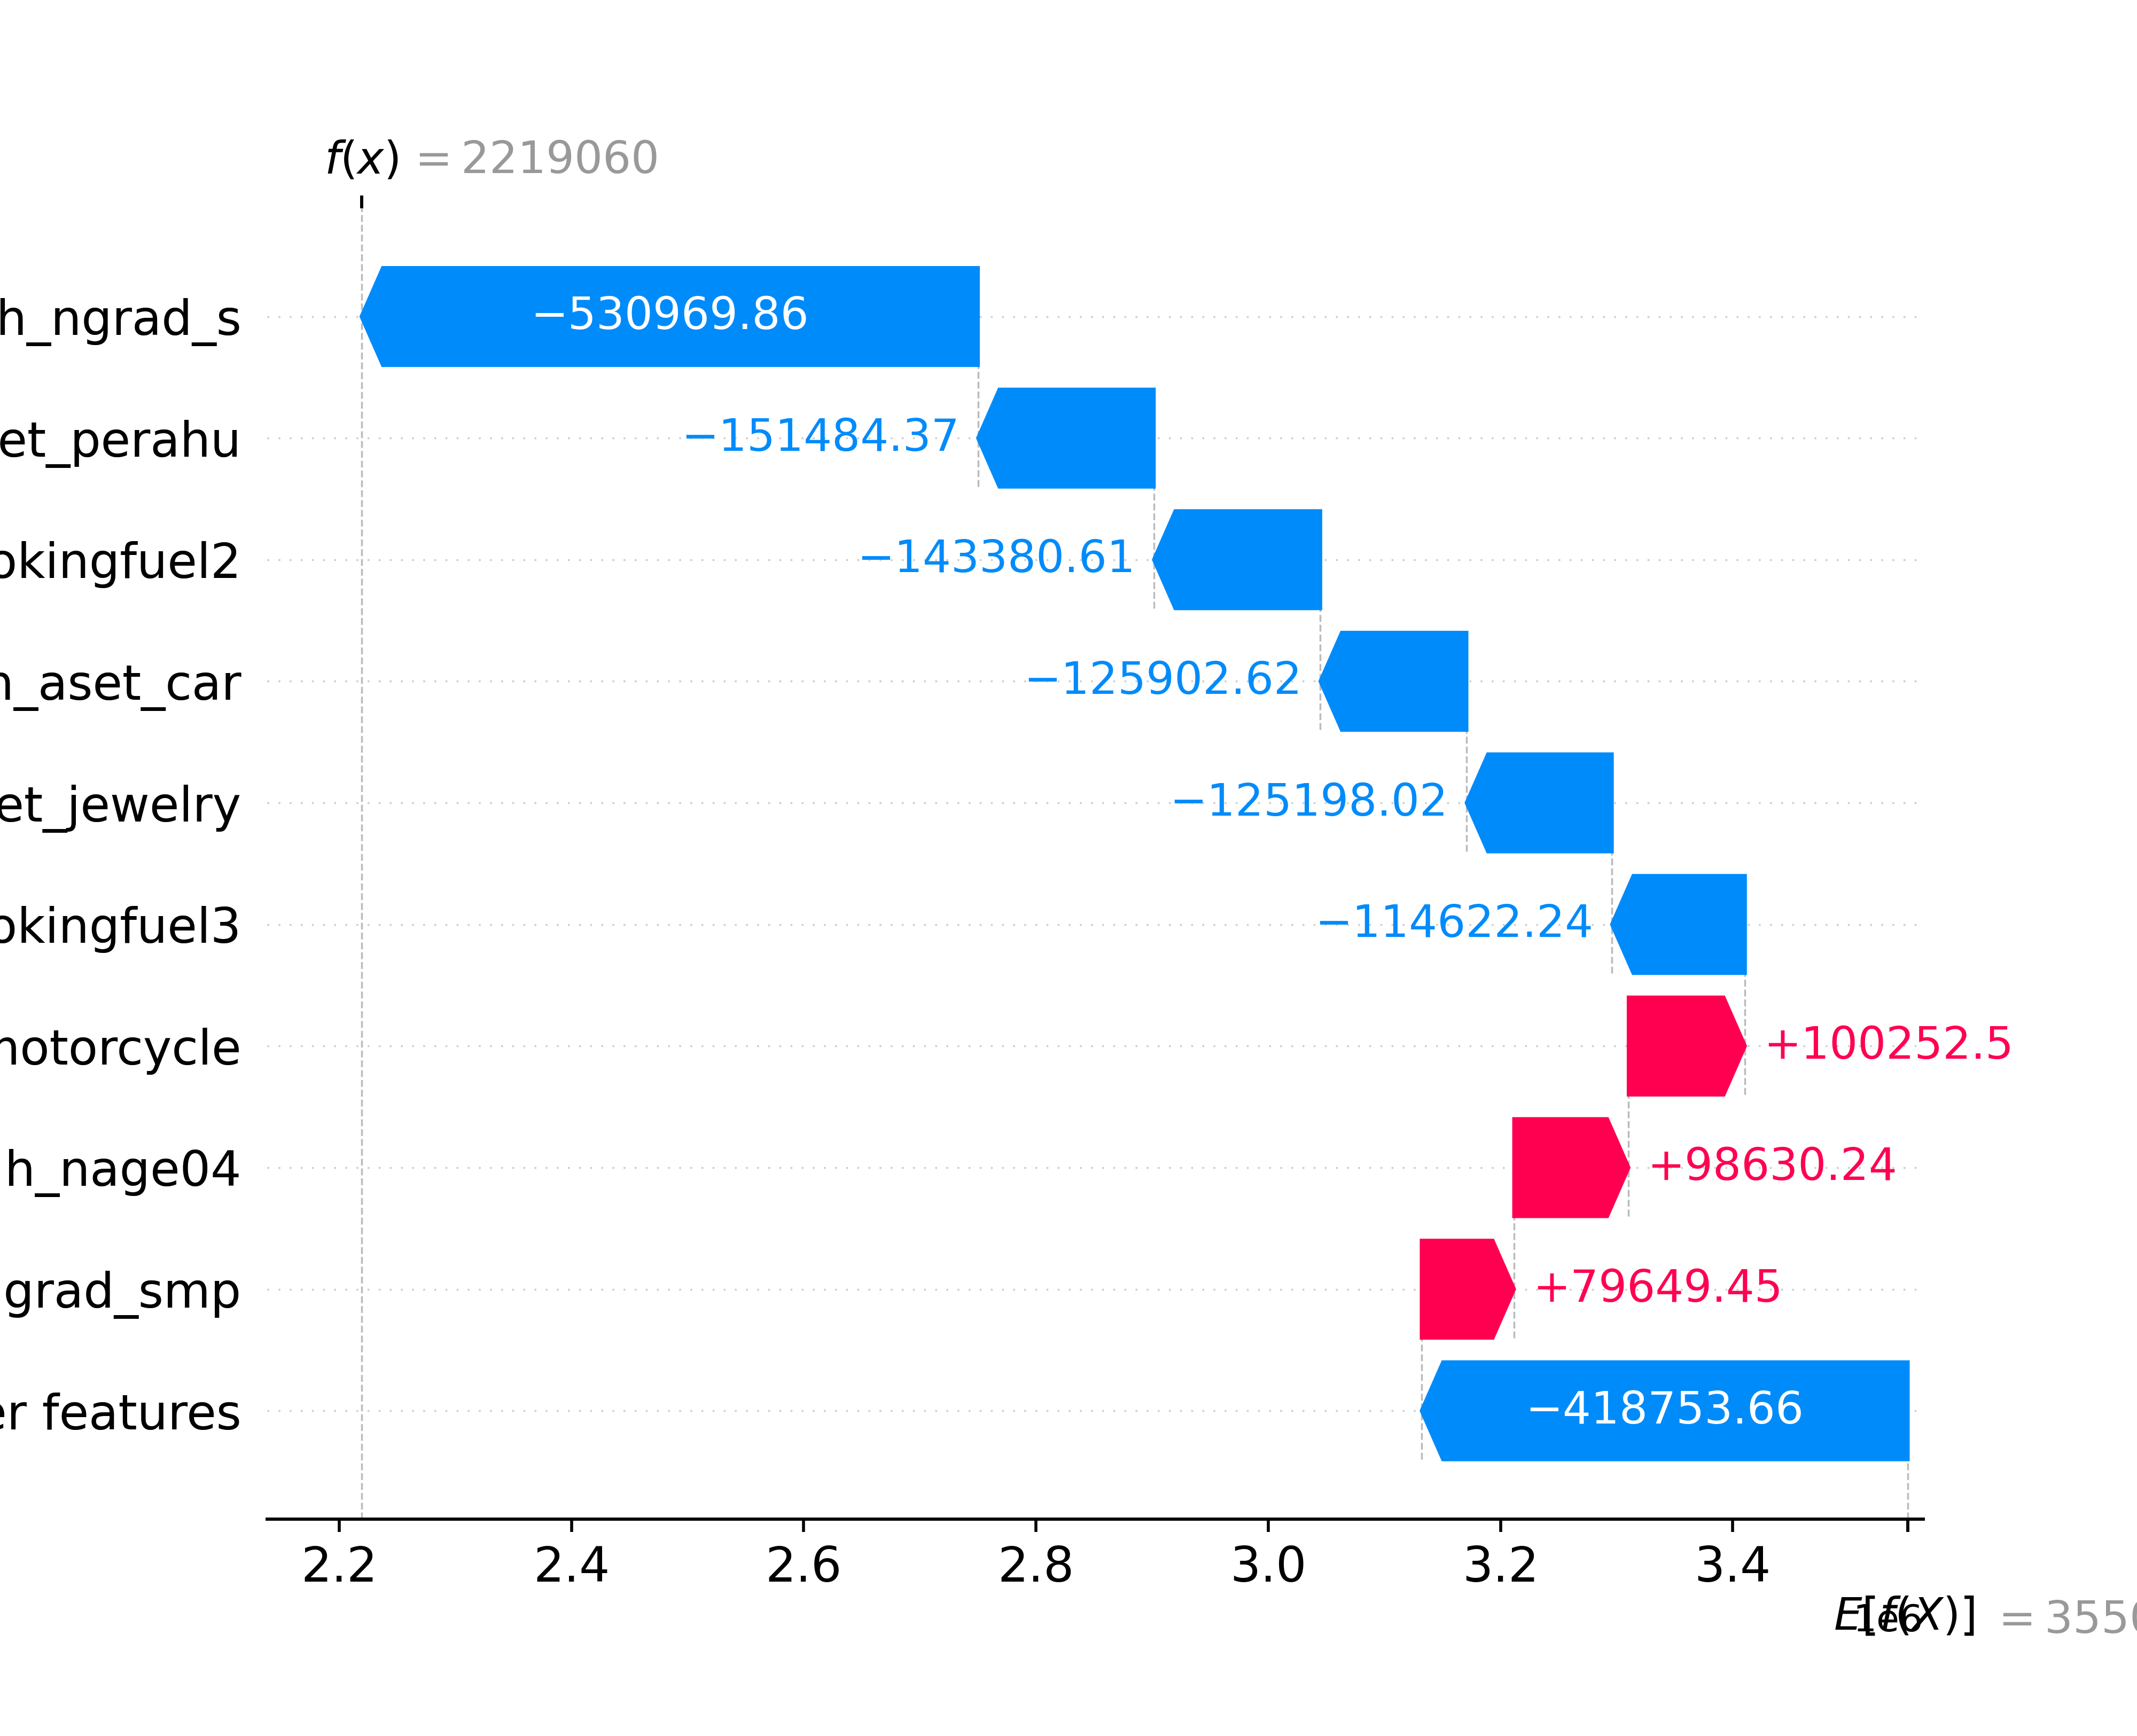 f(x) = 2219060
h_ngrad_s
−530969.86
et_perahu
−151484.37
okingfuel2
−143380.61
_aset_car
−125902.62
et_jewelry
−125198.02
okingfuel3
−114622.24
otorcycle
+100252.5
h_nage04
+98630.24
grad_smp
+79649.45
er features
−418753.66
2.2 2.4 2.6 2.8 3.0 3.2 3.4
1e6
E[f(X)] = 355